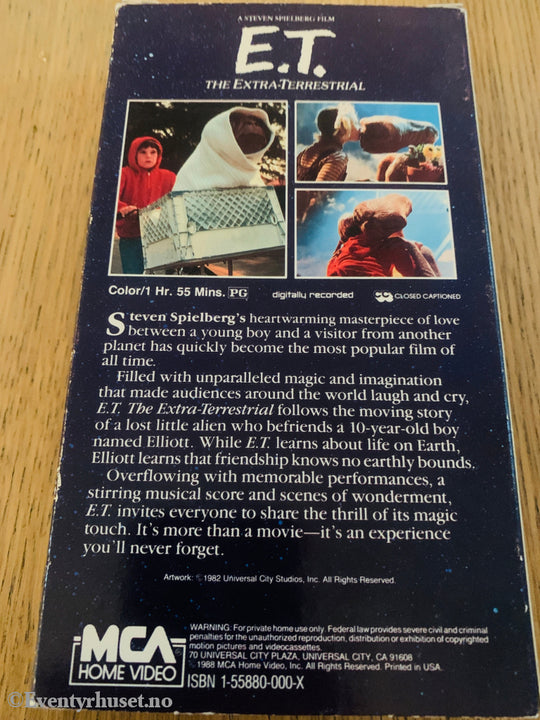 A STEVEN SPIELBERG FILM
E.T.
THE EXTRA-TERRESTRIAL
Color/1 Hr. 55 Mins. PG digitally recorded CC CLOSED CAPTIONED
Steven Spielberg's heartwarming masterpiece of love
between a young boy and a visitor from another
planet has quickly become the most popular film of
all time.
Filled with unparalleled magic and imagination
that made audiences around the world laugh and cry,
E.T. The Extra-Terrestrial follows the moving story
of a lost little alien who befriends a 10-year-old boy
named Elliott. While E.T. learns about life on Earth,
Elliott learns that friendship knows no earthly bounds.
Overflowing with memorable performances, a
stirring musical score and scenes of wonderment,
E.T. invites everyone to share the thrill of its magic
touch. It's more than a movie—it's an experience
you'll never forget.
Artwork: © 1982 Universal City Studios, Inc. All Rights Reserved.
MCA
HOME VIDEO
WARNING: For private home use only. Federal law provides severe civil and criminal
penalties for the unauthorized reproduction, distribution or exhibition of copyrighted
motion pictures and videocassettes.
70 UNIVERSAL CITY PLAZA, UNIVERSAL CITY, CA 91608
© 1988 MCA Home Video, Inc. All Rights Reserved. Printed in USA.
ISBN 1-55880-000-X
© Eventyrhuset.no